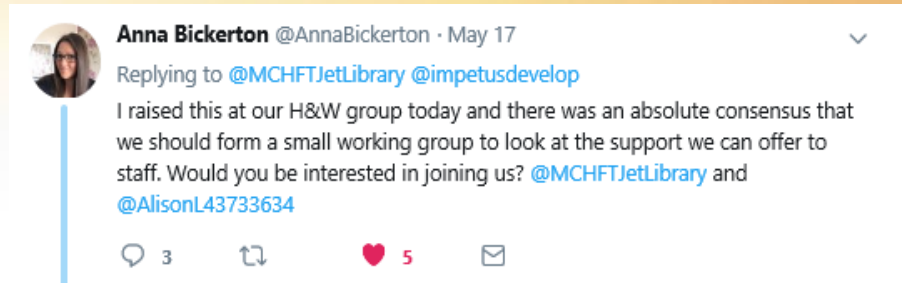 Anna Bickerton @AnnaBickerton · May 17
Replying to @MCHFTJetLibrary @impetusdevelop
I raised this at our H&W group today and there was an absolute consensus that
we should form a small working group to look at the support we can offer to
staff. Would you be interested in joining us? @MCHFTJetLibrary and
@AlisonL43733634
3 5